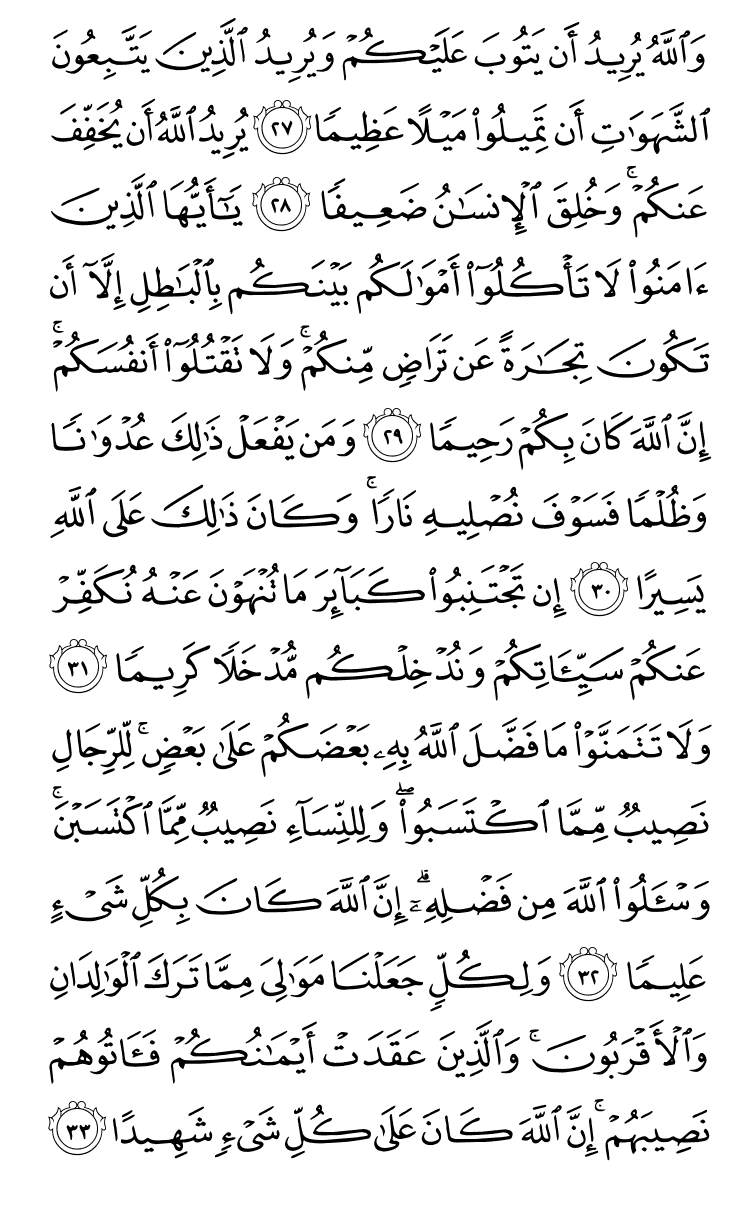 وَٱللَّهُ يُرِيدُ أَن يَتُوبَ عَلَيۡكُمۡ وَيُرِيدُ ٱلَّذِينَ يَتَّبِعُونَ
ٱلشَّهَوَٰتِ أَن تَمِيلُواْ مَيۡلًا عَظِيمٗا ٢٧ يُرِيدُ ٱللَّهُ أَن يُخَفِّفَ
عَنكُمۡۚ وَخُلِقَ ٱلۡإِنسَٰنُ ضَعِيفٗا ٢٨ يَٰٓأَيُّهَا ٱلَّذِينَ
ءَامَنُواْ لَا تَأۡكُلُوٓاْ أَمۡوَٰلَكُم بَيۡنَكُم بِٱلۡبَٰطِلِ إِلَّآ أَن
تَكُونَ تِجَٰرَةً عَن تَرَاضٖ مِّنكُمۡۚ وَلَا تَقۡتُلُوٓاْ أَنفُسَكُمۡۚ
إِنَّ ٱللَّهَ كَانَ بِكُمۡ رَحِيمٗا ٢٩ وَمَن يَفۡعَلۡ ذَٰلِكَ عُدۡوَٰنٗا
وَظُلۡمٗا فَسَوۡفَ نُصۡلِيهِ نَارٗاۚ وَكَانَ ذَٰلِكَ عَلَى ٱللَّهِ
يَسِيرًا ٣٠ إِن تَجۡتَنِبُواْ كَبَآئِرَ مَا تُنۡهَوۡنَ عَنۡهُ نُكَفِّرۡ
عَنكُمۡ سَيِّـَٔاتِكُمۡ وَنُدۡخِلۡكُم مُّدۡخَلٗا كَرِيمٗا ٣١
وَلَا تَتَمَنَّوۡاْ مَا فَضَّلَ ٱللَّهُ بِهِۦ بَعۡضَكُمۡ عَلَىٰ بَعۡضٖۚ لِّلرِّجَالِ
نَصِيبٞ مِّمَّا ٱكۡتَسَبُواْۖ وَلِلنِّسَآءِ نَصِيبٞ مِّمَّا ٱكۡتَسَبۡنَۚ
وَسۡـَٔلُواْ ٱللَّهَ مِن فَضۡلِهِۦٓۗ إِنَّ ٱللَّهَ كَانَ بِكُلِّ شَيۡءٍ
عَلِيمٗا ٣٢ وَلِكُلّٖ جَعَلۡنَا مَوَٰلِيَ مِمَّا تَرَكَ ٱلۡوَٰلِدَانِ
وَٱلۡأَقۡرَبُونَۚ وَٱلَّذِينَ عَقَدَتۡ أَيۡمَٰنُكُمۡ فَـَٔاتُوهُمۡ
نَصِيبَهُمۡۚ إِنَّ ٱللَّهَ كَانَ عَلَىٰ كُلِّ شَيۡءٖ شَهِيدًا ٣٣